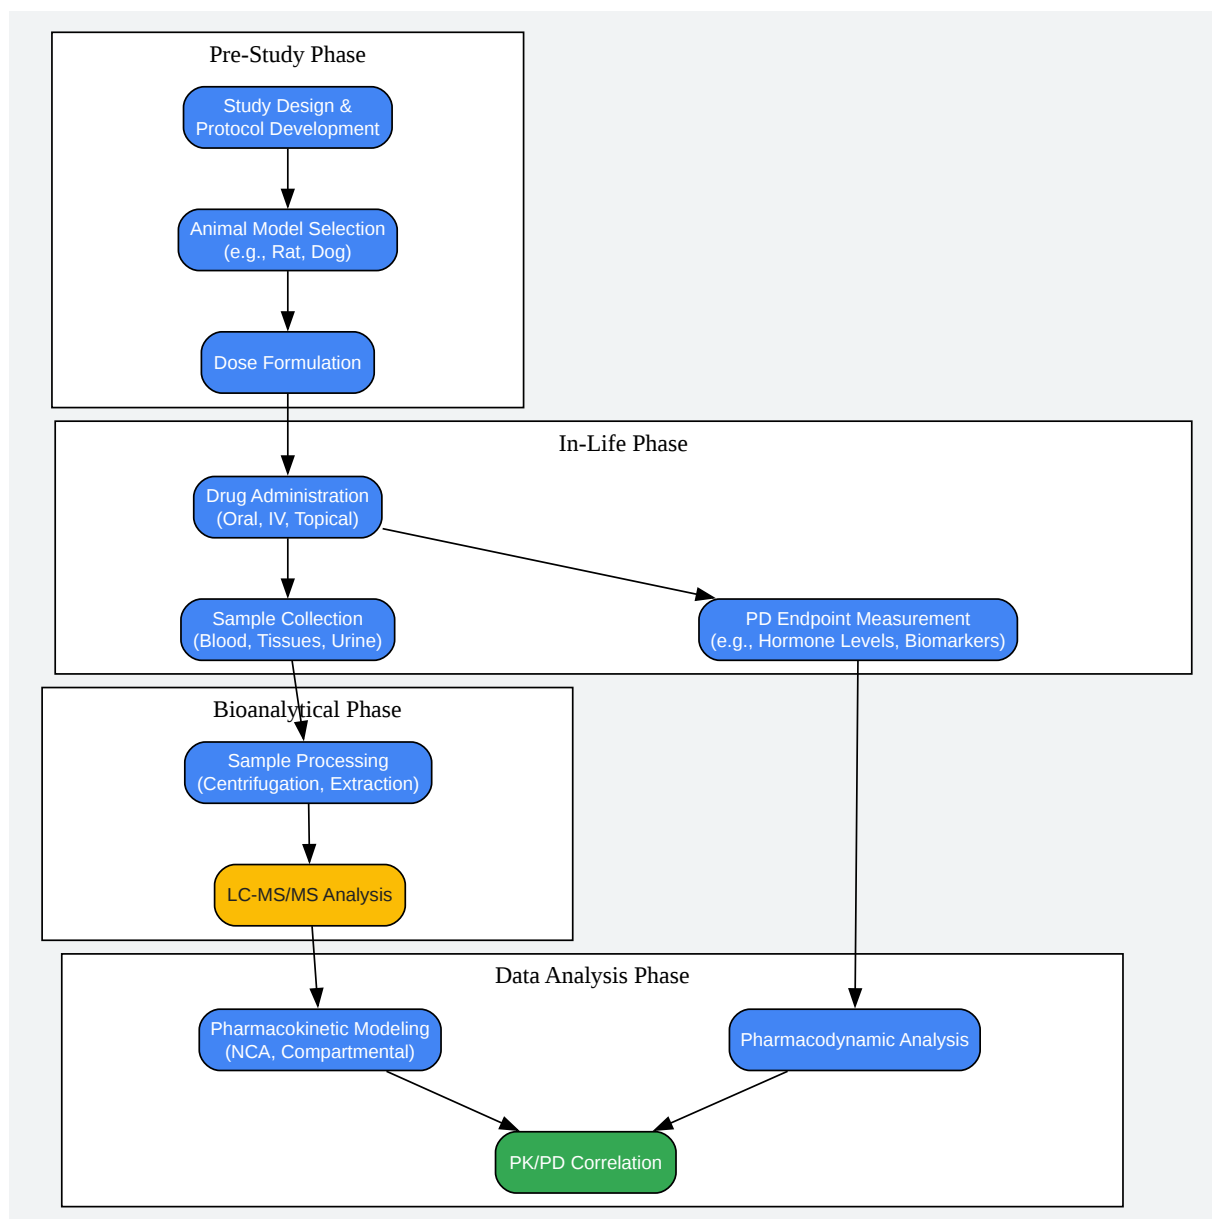 Pre-Study Phase
Study Design &
Protocol Development
Animal Model Selection
(e.g., Rat, Dog)
Dose Formulation
In-Life Phase
Drug Administration
(Oral, IV, Topical)
Sample Collection
(Blood, Tissues, Urine)
PD Endpoint Measurement
(e.g., Hormone Levels, Biomarkers)
Bioanalytical Phase
Sample Processing
(Centrifugation, Extraction)
LC-MS/MS Analysis
Data Analysis Phase
Pharmacokinetic Modeling
(NCA, Compartmental)
Pharmacodynamic Analysis
PK/PD Correlation